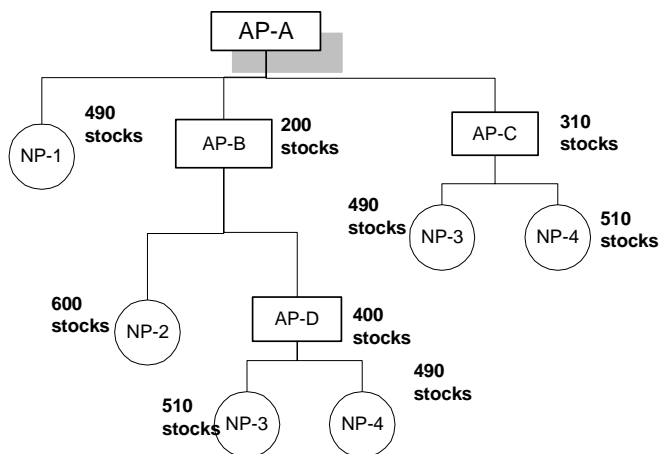 AP-A
490
stocks
NP-1
AP-B
200
stocks
AP-C
310
stocks
490
stocks
NP-3
NP-4
510
stocks
600
stocks
NP-2
AP-D
400
stocks
510
stocks
NP-3
NP-4
490
stocks